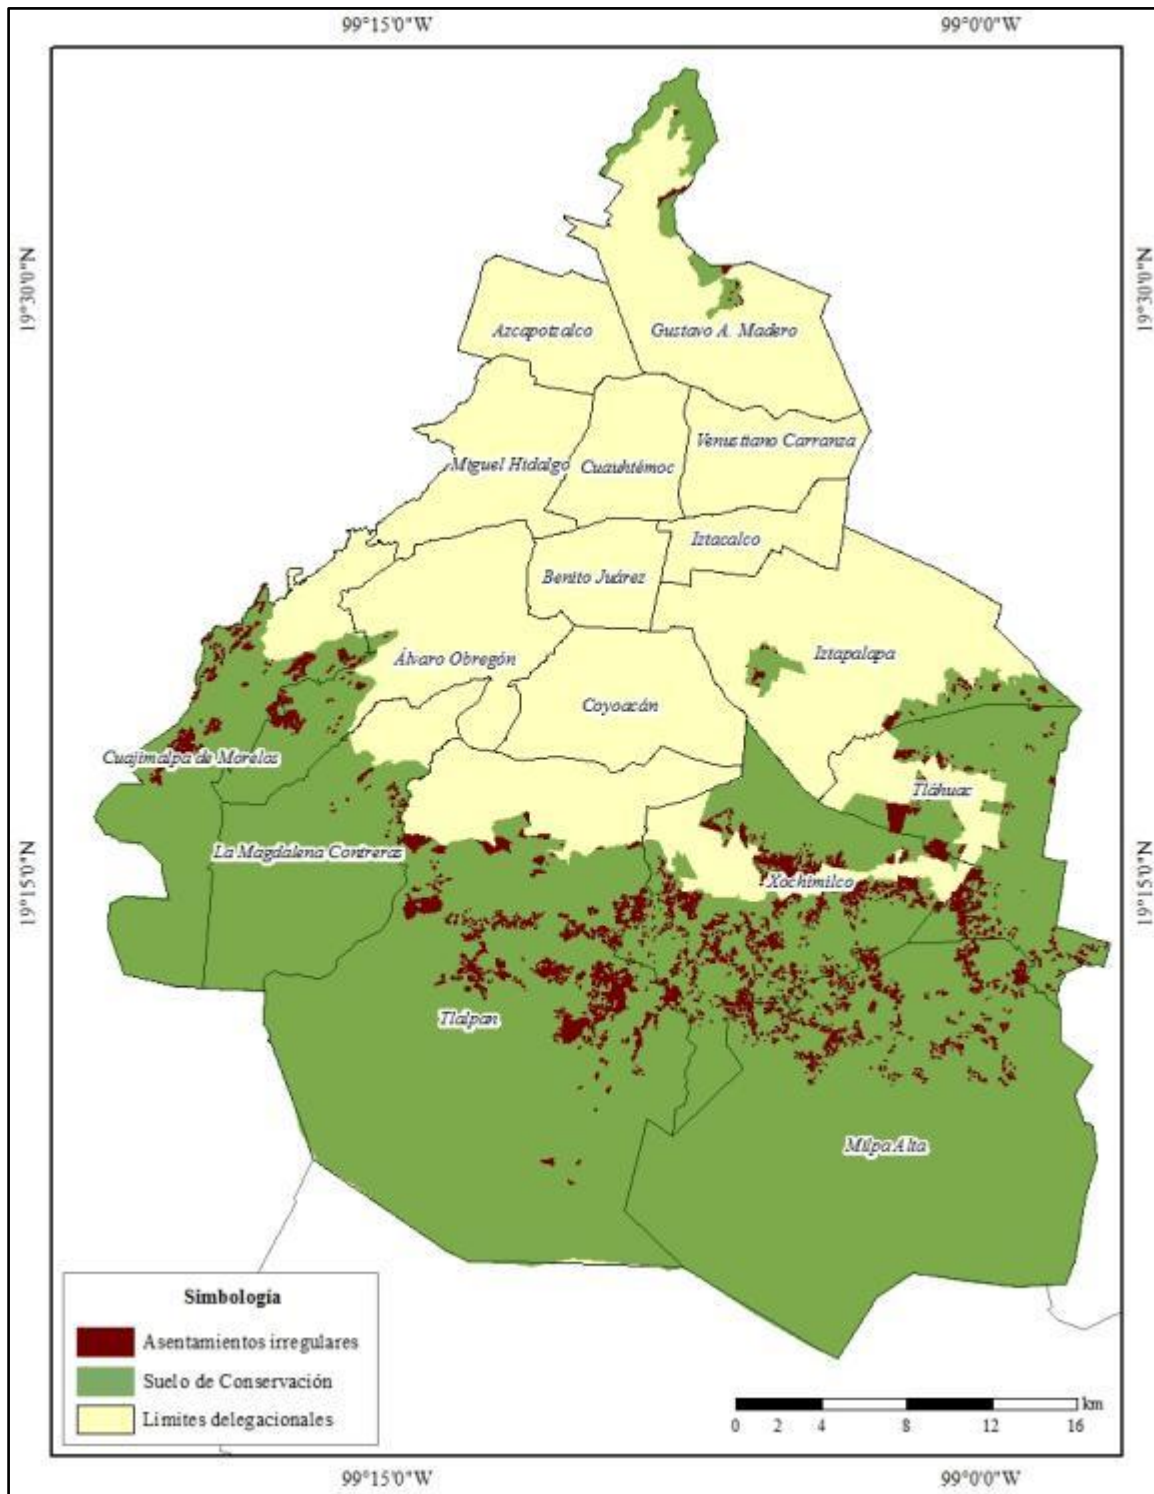 99°15'0"W
99°0'0"W
19°30'0"N
19°30'0"N
Azcapotzalco
Gustavo A. Madero
Venustiano Carranza
Miguel Hidalgo
Cuauhtémoc
Iztacalco
Benito Juárez
Álvaro Obregón
Iztapalapa
Coyoacán
Cuajimalpa de Morelos
Tláhuac
La Magdalena Contreras
19°15'0"N
19°15'0"N
Xochimilco
Tlalpan
Milpa Alta
Simbología
Asentamientos irregulares
Suelo de Conservación
Limites delegacionales
km
0 2 4 8 12 16
99°15'0"W
99°0'0"W